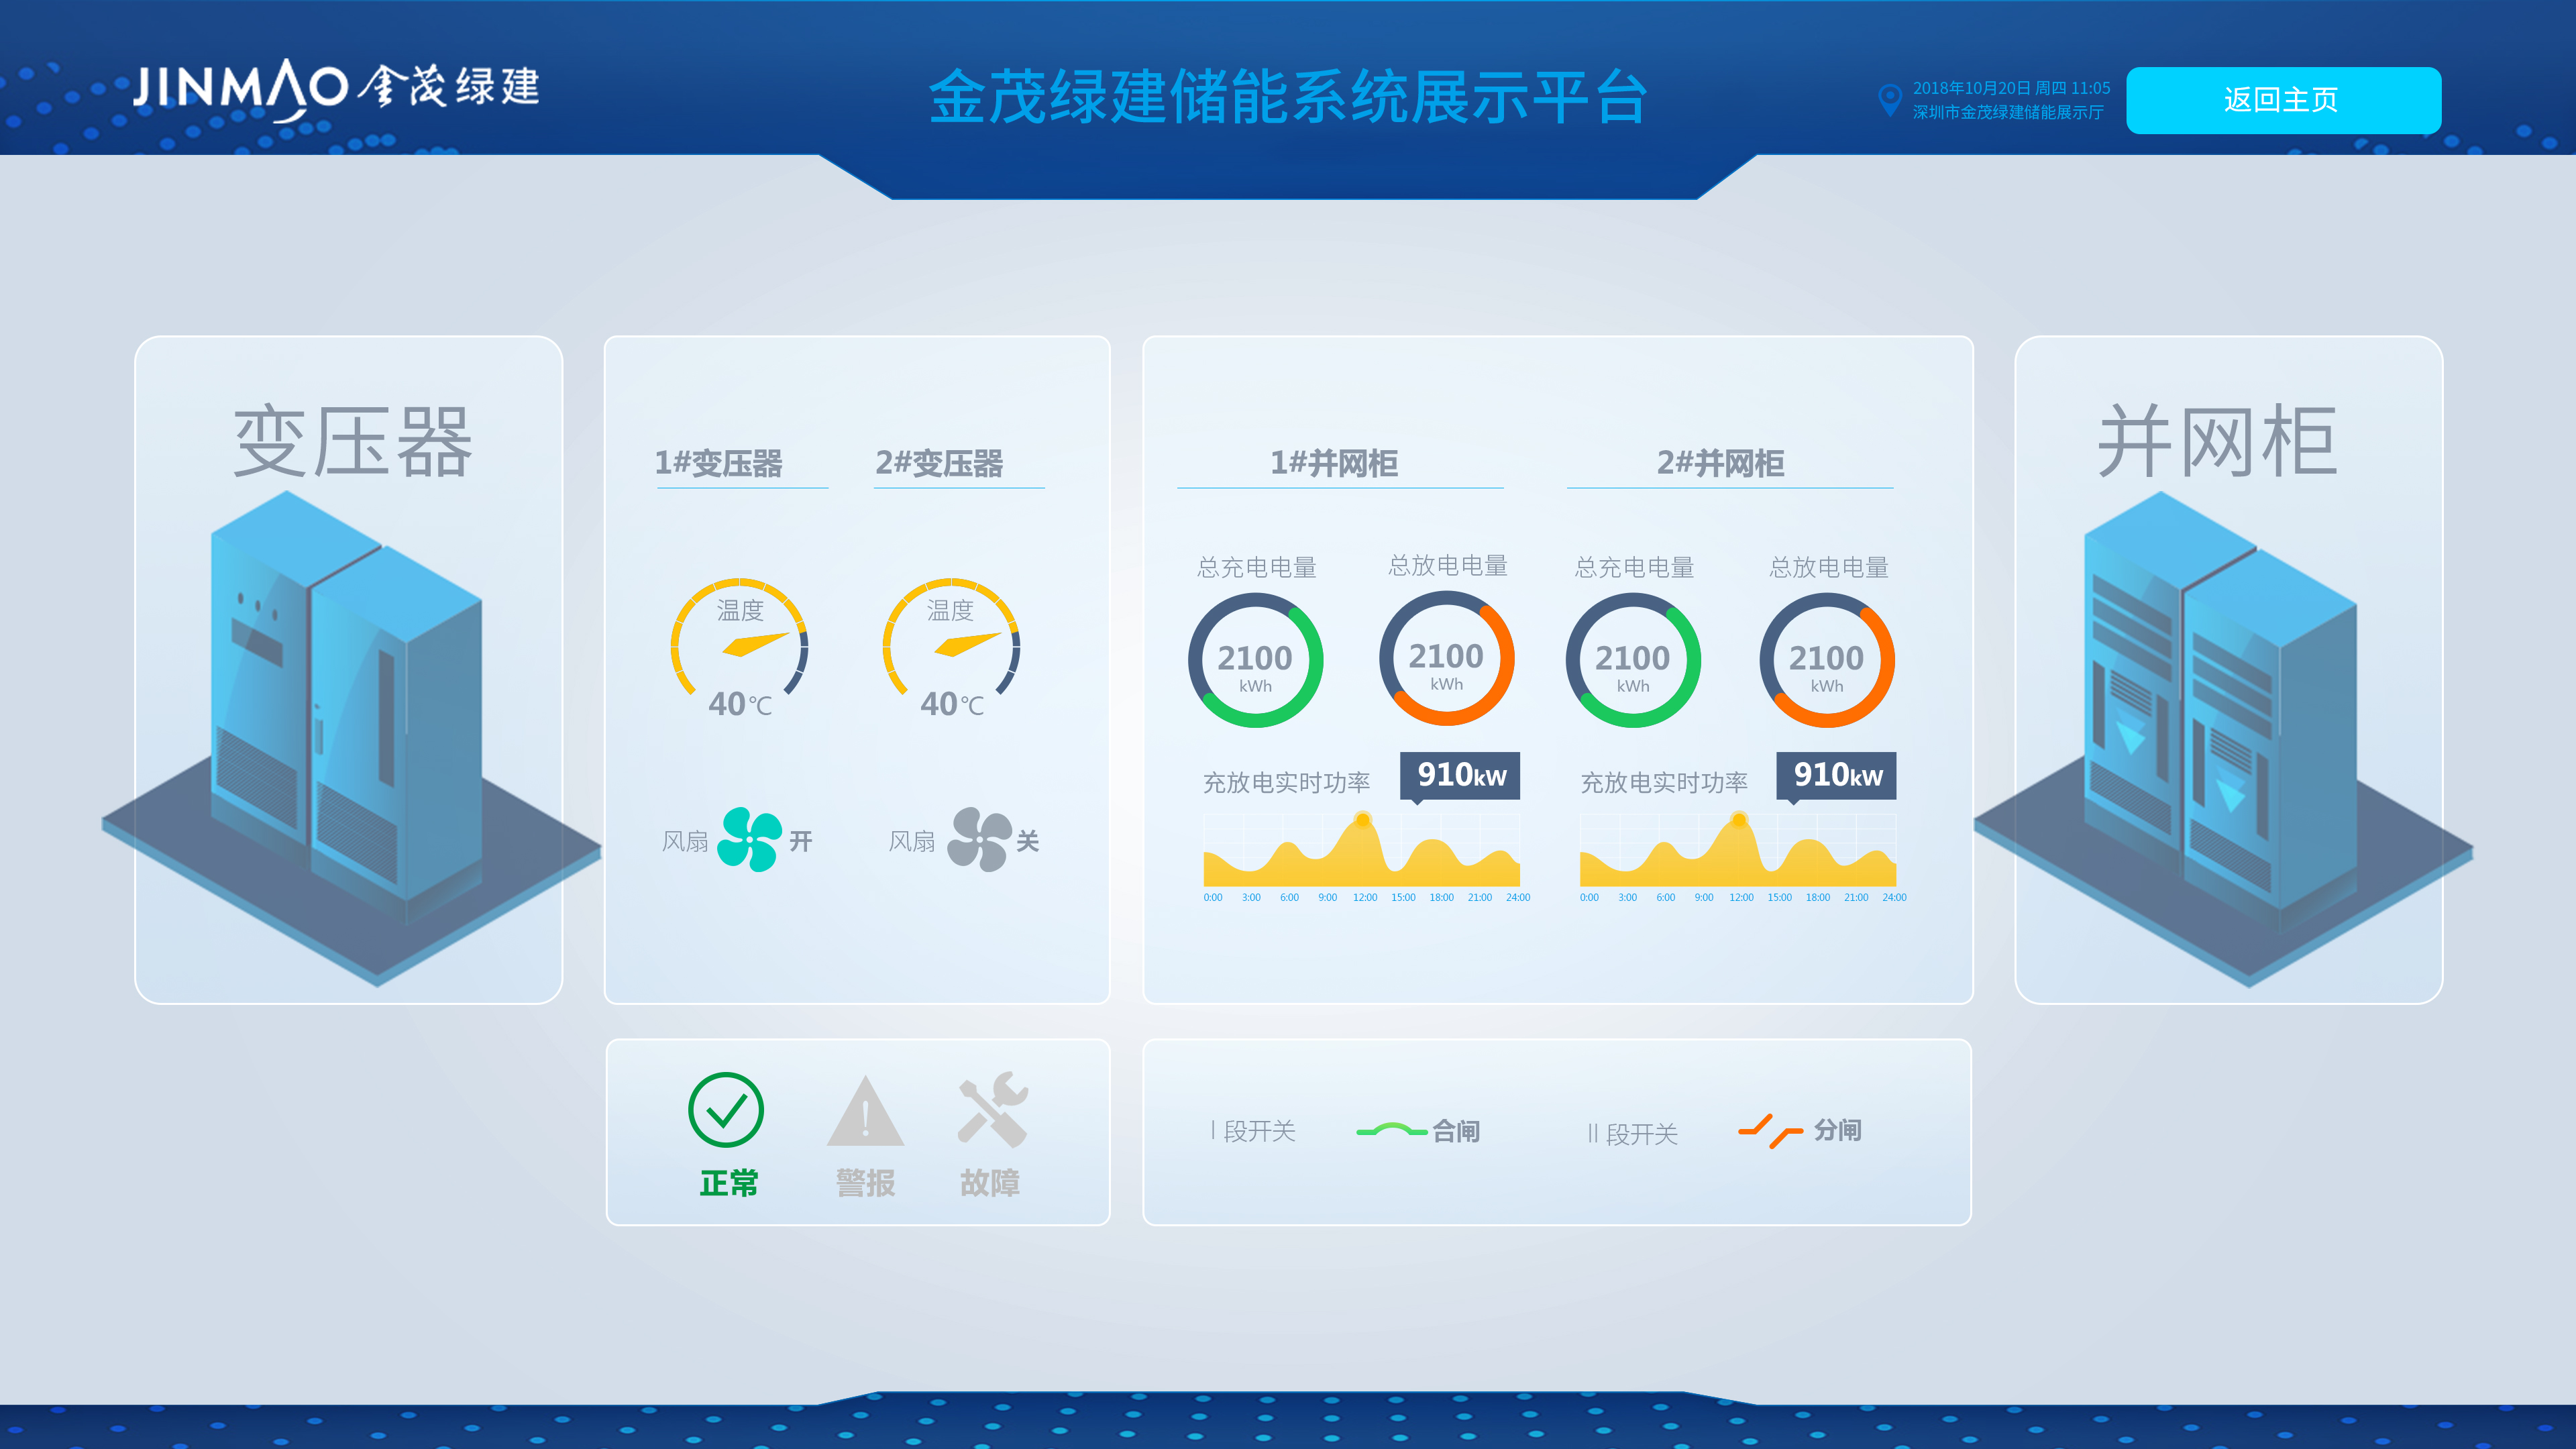 JINMAO 金茂绿建
金茂绿建储能系统展示平台
2018年10月20日 周四 11:05
深圳市金茂绿建储能展示厅
返回主页
变压器
1#变压器
2#变压器
温度
40℃
温度
40℃
风扇 开
风扇 关
1#并网柜
2#并网柜
总充电电量
2100
kWh
总放电电量
2100
kWh
总充电电量
2100
kWh
总放电电量
2100
kWh
充放电实时功率
910kW
0:00 3:00 6:00 9:00 12:00 15:00 18:00 21:00 24:00
充放电实时功率
910kW
0:00 3:00 6:00 9:00 12:00 15:00 18:00 21:00 24:00
并网柜
正常
警报
故障
I 段开关 合闸
II 段开关 分闸